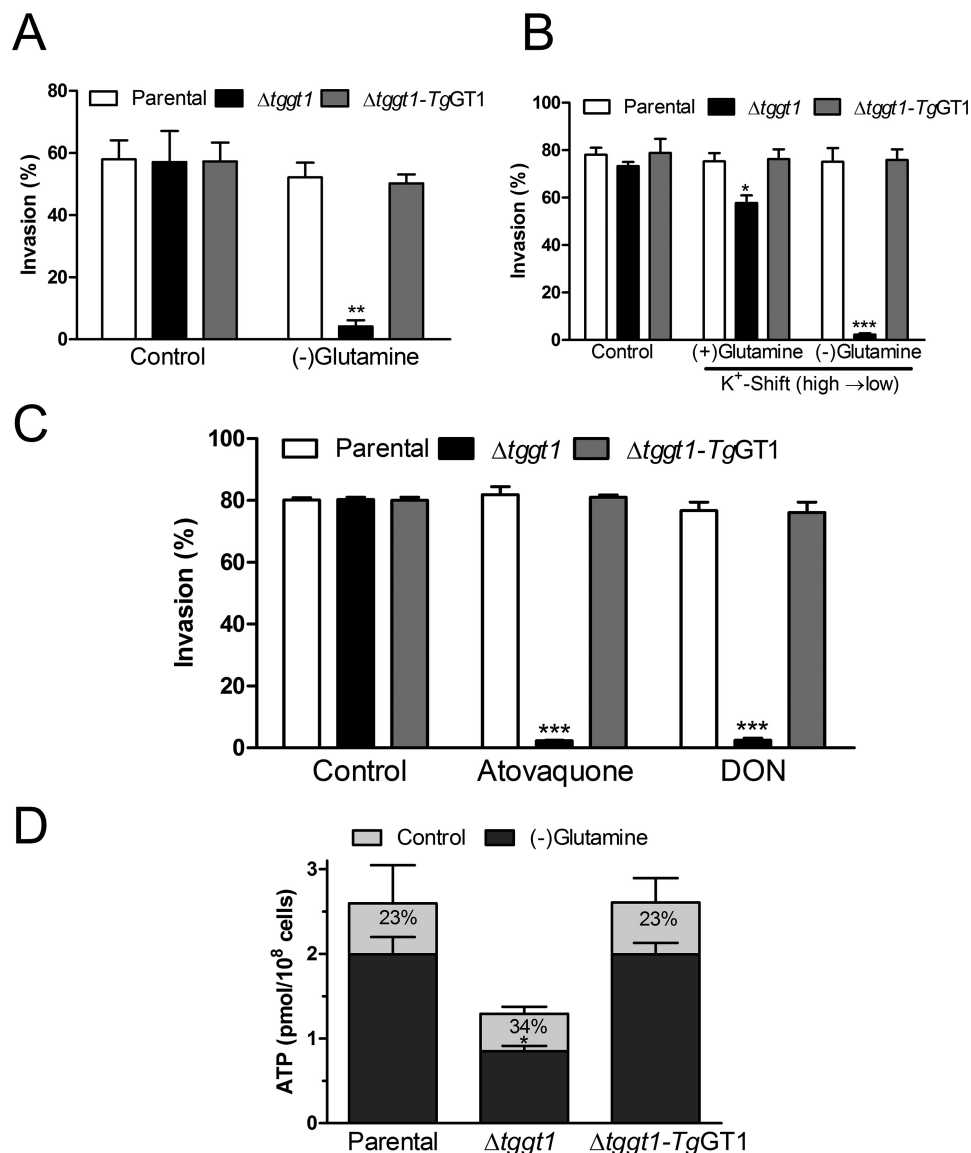 A
Invasion (%)
80
60
40
20
0
Parental Δtggt1 Δtggt1-TgGT1
**
Control (-)Glutamine
B
Invasion (%)
100
80
60
40
20
0
Parental Δtggt1 Δtggt1-TgGT1
*
***
Control (+)Glutamine (-)Glutamine
K+-Shift (high →low)
C
Invasion (%)
100
80
60
40
20
0
Parental Δtggt1 Δtggt1-TgGT1
*** ***
Control Atovaquone DON
D
Control (-)Glutamine
ATP (pmol/10⁸ cells)
3
2
1
0
23% 23%
34%
*
Parental Δtggt1 Δtggt1-TgGT1